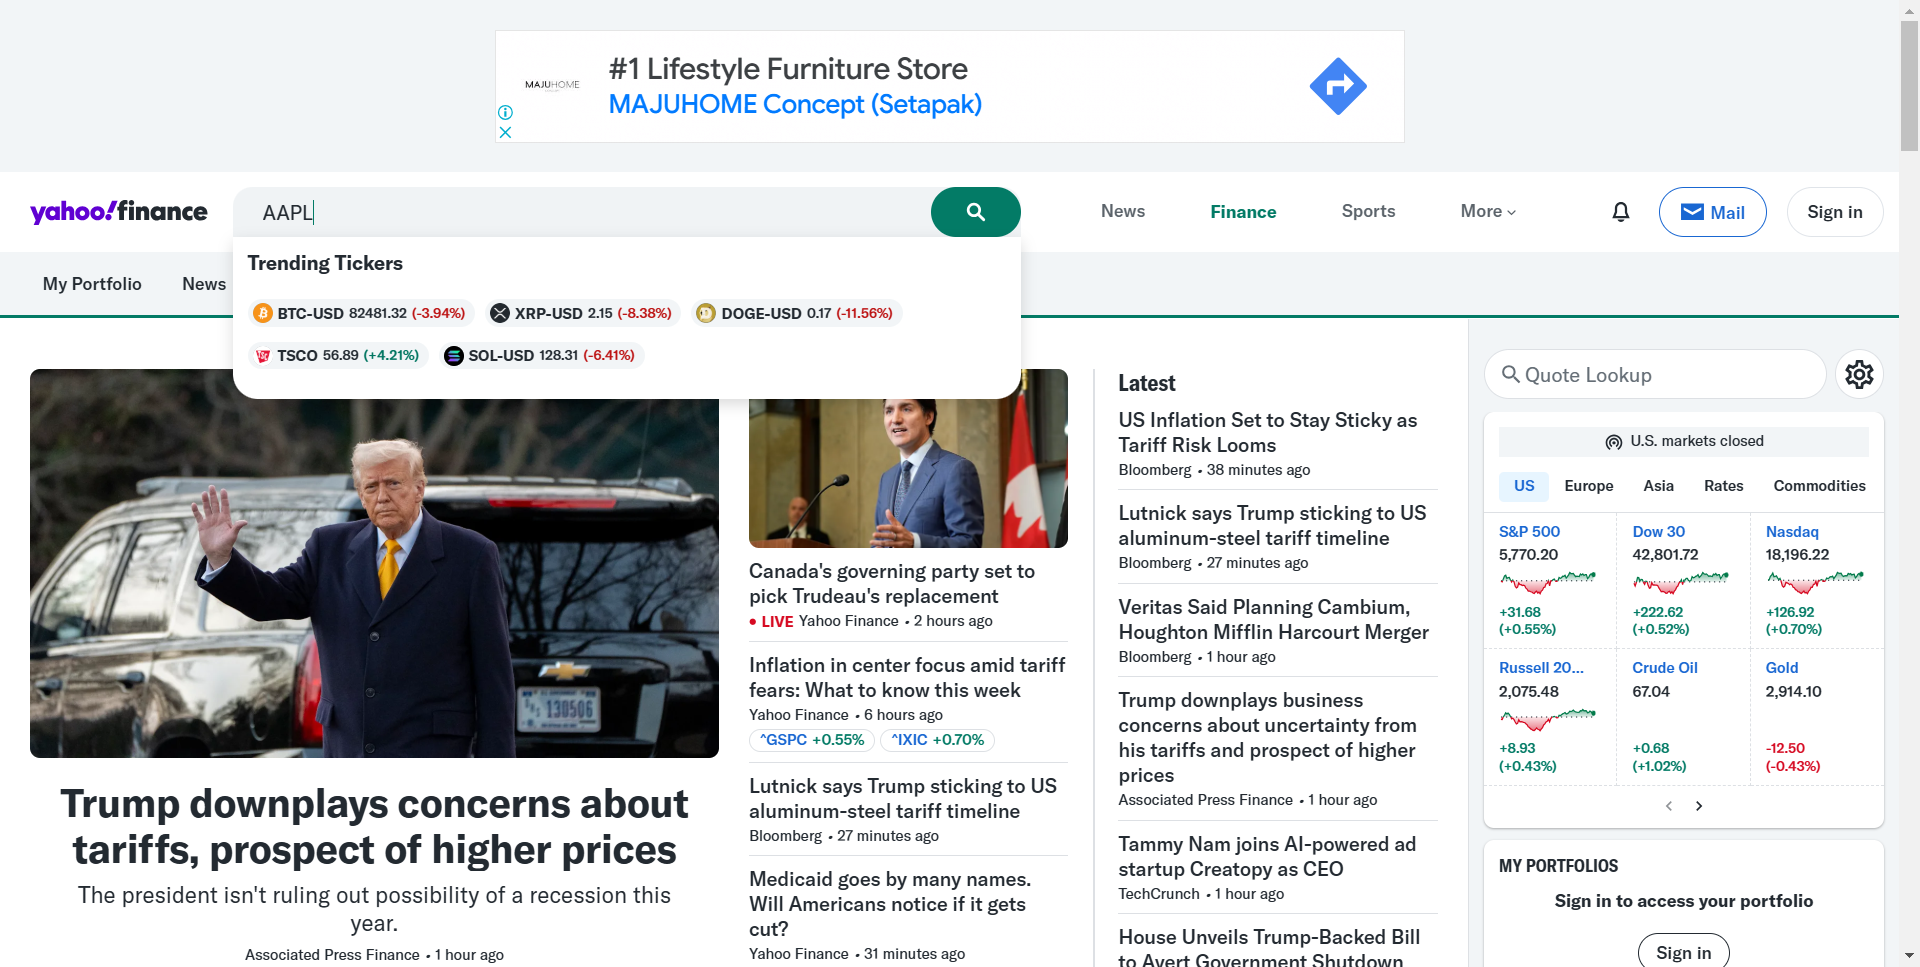 #1 Lifestyle Furniture Store
MAJUHOME
MAJUHOME Concept (Setapak)
yahoo!finance
AAPL
News
Finance
Sports
More
Mail
Sign in
My Portfolio
News
Trending Tickers
BTC-USD 82481.32 (-3.94%)
XRP-USD 2.15 (-8.38%)
DOGE-USD 0.17 (-11.56%)
TSCO 56.89 (+4.21%)
SOL-USD 128.31 (-6.41%)
Trump downplays concerns about
tariffs, prospect of higher prices
The president isn't ruling out possibility of a recession this
year.
Associated Press Finance • 1 hour ago
Canada's governing party set to
pick Trudeau's replacement
• LIVE Yahoo Finance • 2 hours ago
Inflation in center focus amid tariff
fears: What to know this week
Yahoo Finance • 6 hours ago
^GSPC +0.55%
^IXIC +0.70%
Lutnick says Trump sticking to US
aluminum-steel tariff timeline
Bloomberg • 27 minutes ago
Medicaid goes by many names.
Will Americans notice if it gets
cut?
Yahoo Finance • 31 minutes ago
Latest
US Inflation Set to Stay Sticky as
Tariff Risk Looms
Bloomberg • 38 minutes ago
Lutnick says Trump sticking to US
aluminum-steel tariff timeline
Bloomberg • 27 minutes ago
Veritas Said Planning Cambium,
Houghton Mifflin Harcourt Merger
Bloomberg • 1 hour ago
Trump downplays business
concerns about uncertainty from
his tariffs and prospect of higher
prices
Associated Press Finance • 1 hour ago
Tammy Nam joins AI-powered ad
startup Creatopy as CEO
TechCrunch • 1 hour ago
House Unveils Trump-Backed Bill
to Avert Government Shutdown
Quote Lookup
U.S. markets closed
US
Europe
Asia
Rates
Commodities
S&P 500
5,770.20
+31.68
(+0.55%)
Dow 30
42,801.72
+222.62
(+0.52%)
Nasdaq
18,196.22
+126.92
(+0.70%)
Russell 20...
2,075.48
+8.93
(+0.43%)
Crude Oil
67.04
+0.68
(+1.02%)
Gold
2,914.10
-12.50
(-0.43%)
MY PORTFOLIOS
Sign in to access your portfolio
Sign in